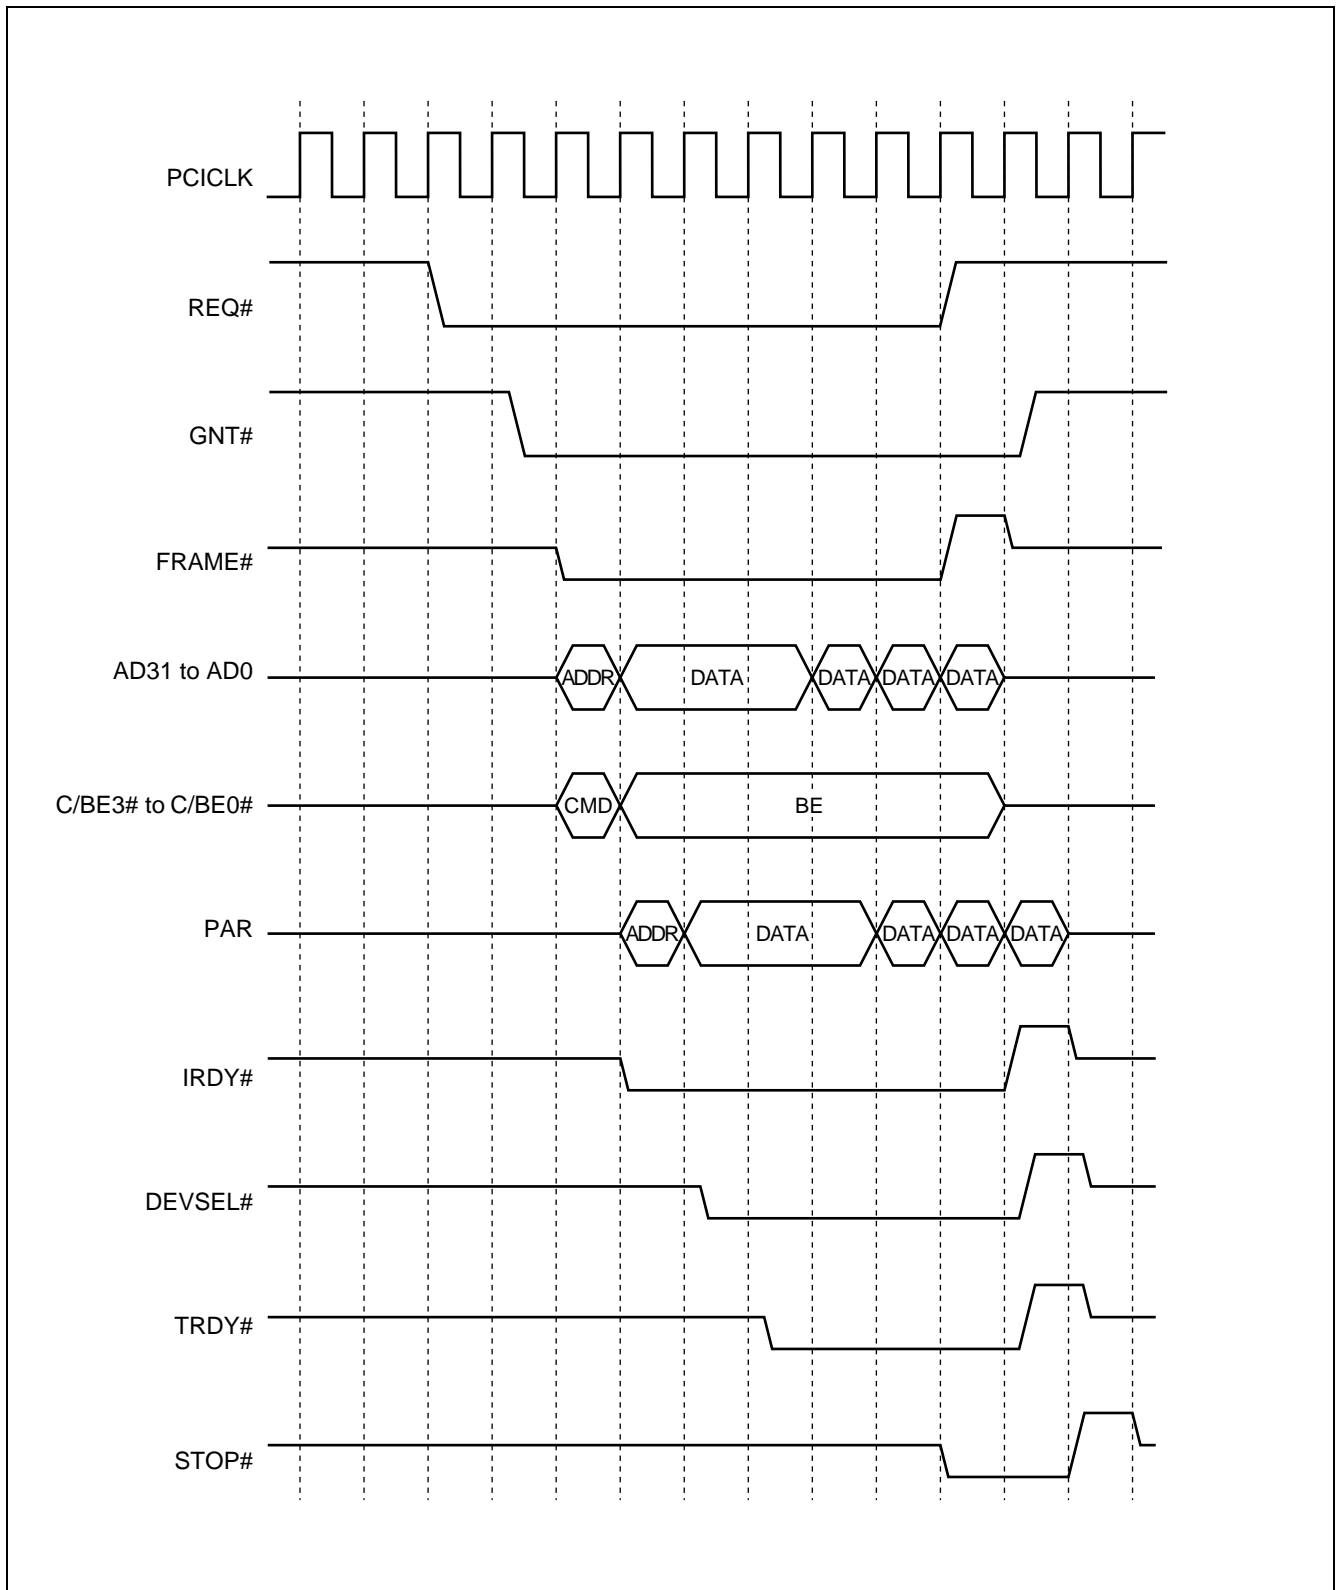 PCICLK
REQ#
GNT#
FRAME#
AD31 to AD0 ADDR DATA DATA DATA DATA
C/BE3# to C/BE0# CMD BE
PAR ADDR DATA DATA DATA DATA
IRDY#
DEVSEL#
TRDY#
STOP#